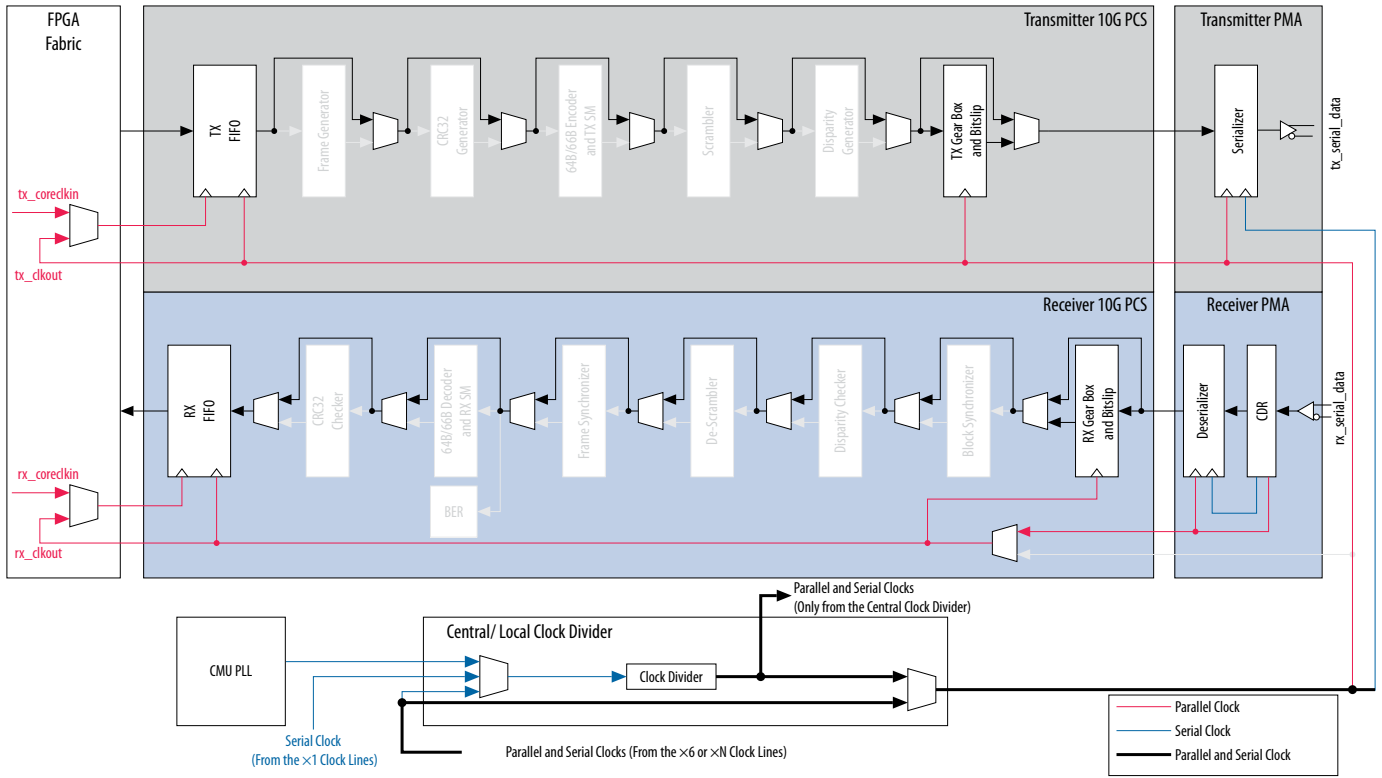 FPGA
Fabric
Transmitter 10G PCS
Transmitter PMA
TX
FIFO
Frame Generator
CRC32
Generator
64B/66B Encoder
and TX SM
Scrambler
Disparity
Generator
TX Gear Box
and Bitslip
Serializer
tx_serial_data
tx_coreclkin
tx_clkout
Receiver 10G PCS
Receiver PMA
RX
FIFO
CRC32
Checker
64B/66B Decoder
and RX SM
Frame Synchronizer
De-Scrambler
Disparity Checker
Block Synchronizer
RX Gear Box
and Bitslip
Deserializer
CDR
rx_serial_data
rx_coreclkin
BER
rx_clkout
Parallel and Serial Clocks
(Only from the Central Clock Divider)
Central/ Local Clock Divider
CMU PLL
Clock Divider
Serial Clock
(From the ×1 Clock Lines)
Parallel and Serial Clocks (From the ×6 or ×N Clock Lines)
Parallel Clock
Serial Clock
Parallel and Serial Clock